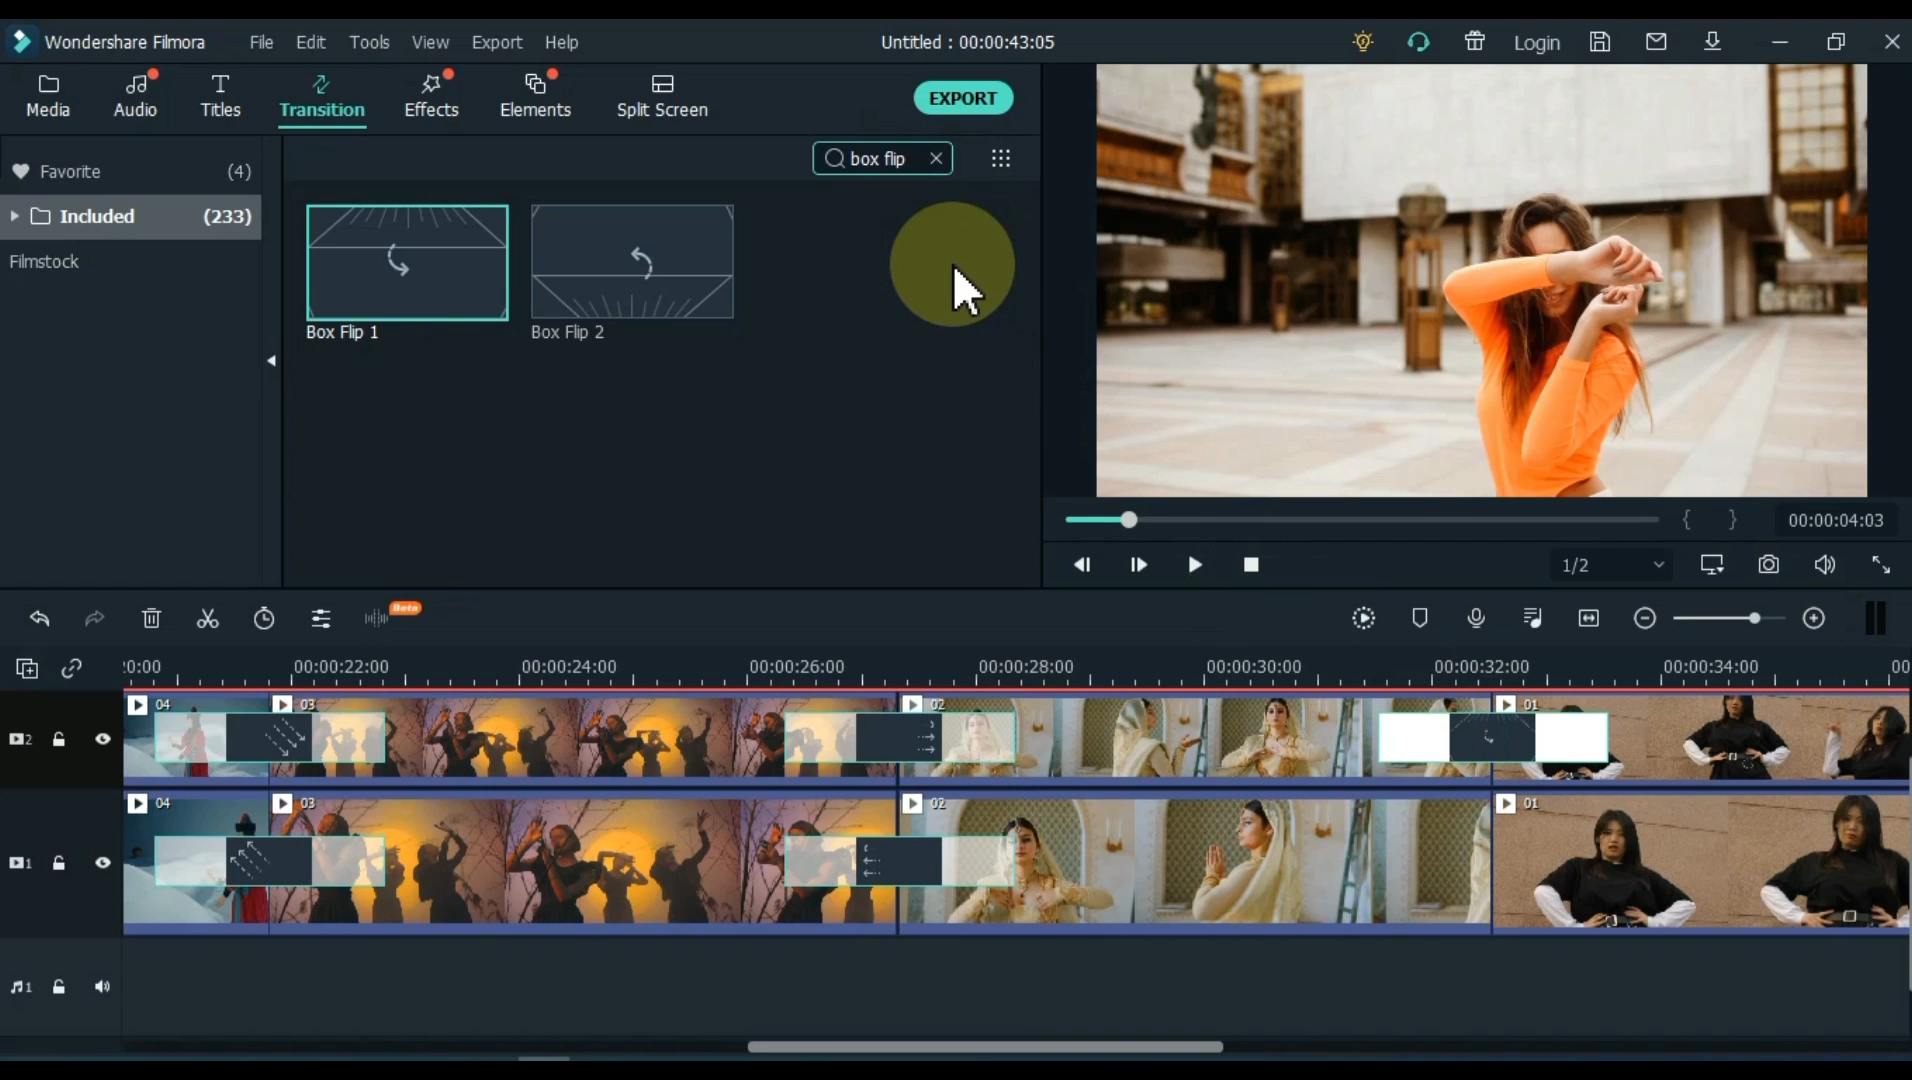 Wondershare Filmora File Edit Tools View Export Help Untitled : 00:00:43:05 Login
Media Audio Titles Transition Effects Elements Split Screen EXPORT
Favorite (4)
Included (233)
Filmstock
box flip
Box Flip 1 Box Flip 2
00:00:04:03
1/2
Beta
:0:00 00:00:22:00 00:00:24:00 00:00:26:00 00:00:28:00 00:00:30:00 00:00:32:00 00:00:34:00 00
2 04 03 02 01
1 04 03 02 01
1